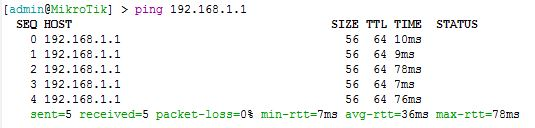 [admin@MikroTik] > ping 192.168.1.1
SEQ HOST SIZE TTL TIME STATUS
0 192.168.1.1 56 64 10ms
1 192.168.1.1 56 64 9ms
2 192.168.1.1 56 64 78ms
3 192.168.1.1 56 64 7ms
4 192.168.1.1 56 64 76ms
sent=5 received=5 packet-loss=0% min-rtt=7ms avg-rtt=36ms max-rtt=78ms